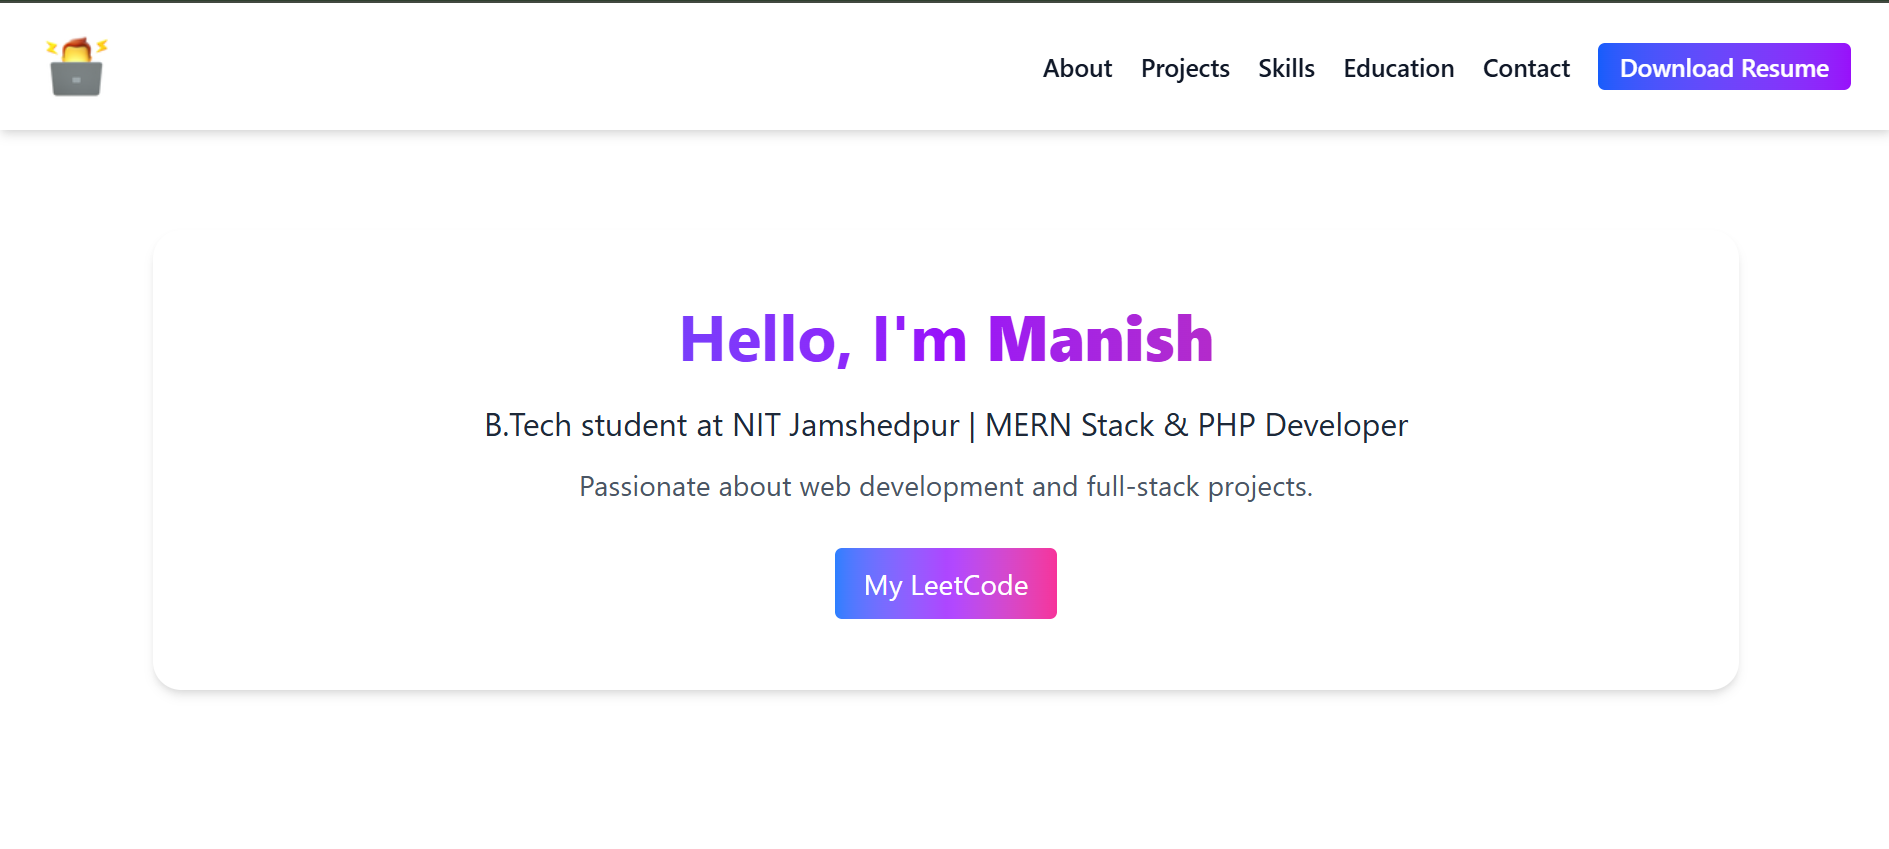 About Projects Skills Education Contact Download Resume
Hello, I'm Manish
B.Tech student at NIT Jamshedpur | MERN Stack & PHP Developer
Passionate about web development and full-stack projects.
My LeetCode